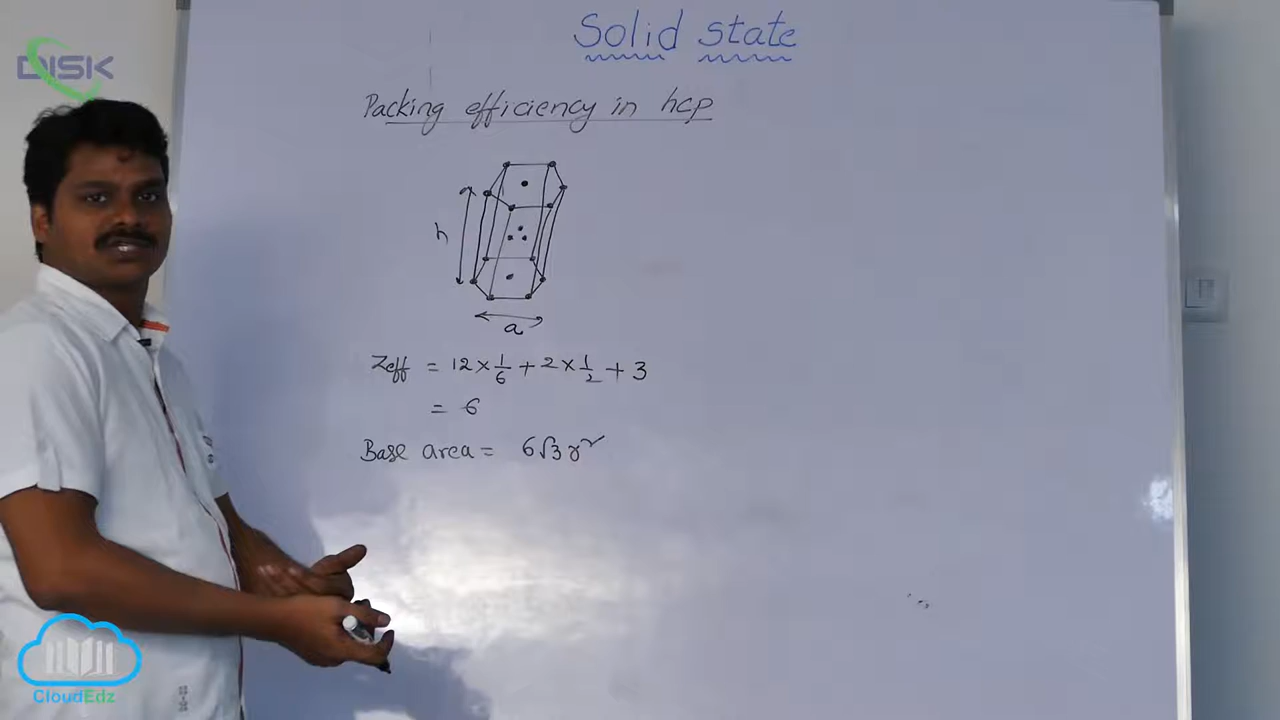 DISK
Solid state
Packing efficiency in hcp
h
a
Zeff = 12 × 1/6 + 2 × 1/2 + 3
= 6
Base area = 6√3 r²
CloudEdz